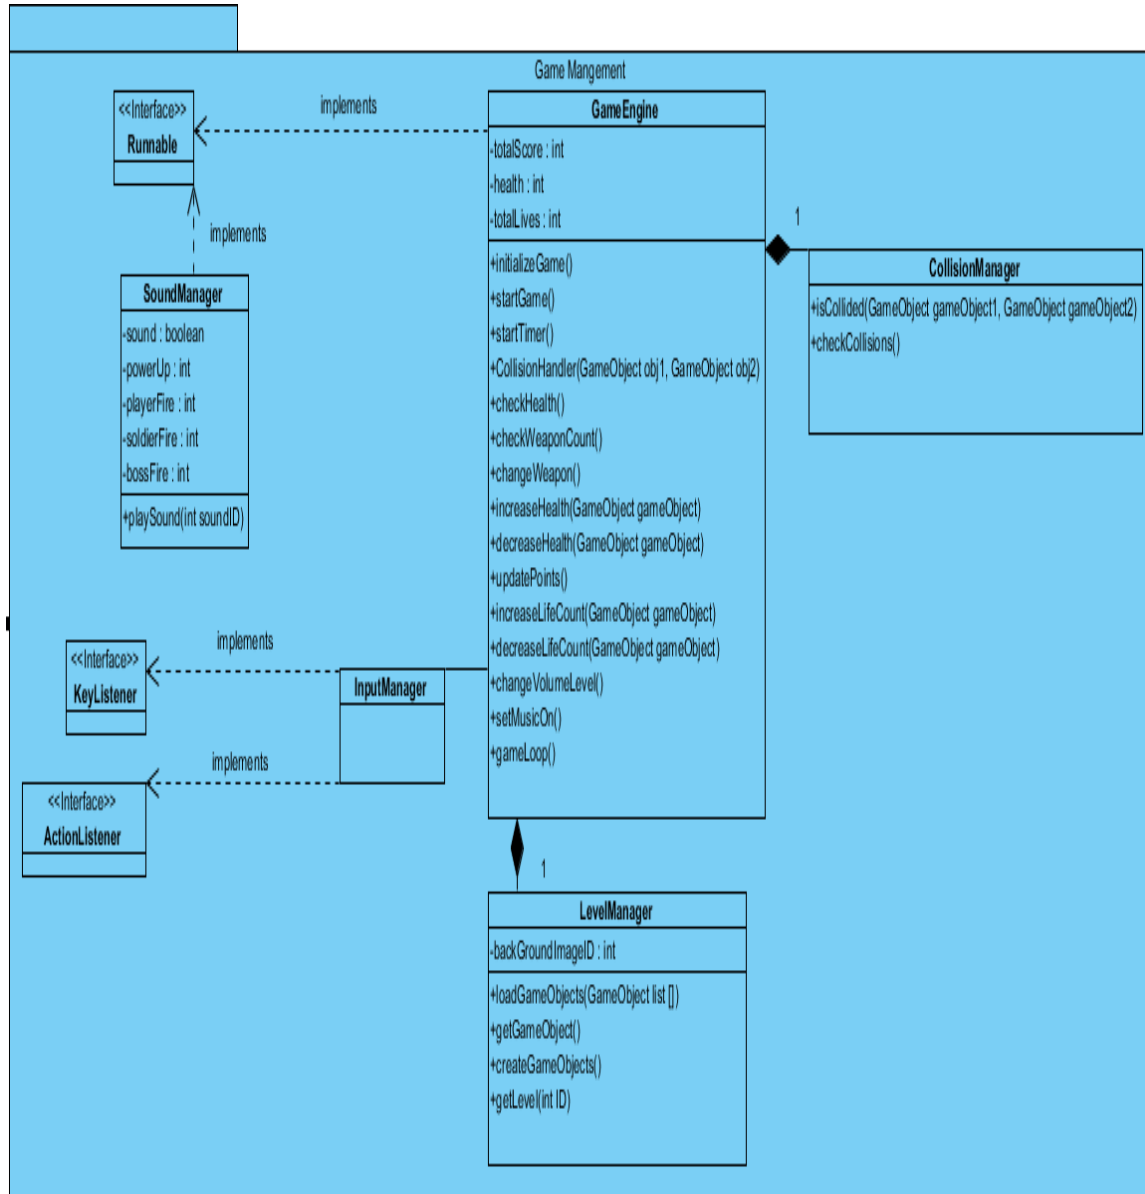 Game Mangement
<<Interface>>
Runnable
implements
implements
SoundManager
-sound : boolean
-powerUp : int
-playerFire : int
-soldierFire : int
-bossFire : int
+playSound(int soundID)
GameEngine
-totalScore : int
-health : int
-totalLives : int
+initializeGame()
+startGame()
+startTimer()
+CollisionHandler(GameObject obj1, GameObject obj2)
+checkHealth()
+checkWeaponCount()
+changeWeapon()
+increaseHealth(GameObject gameObject)
+decreaseHealth(GameObject gameObject)
+updatePoints()
+increaseLifeCount(GameObject gameObject)
+decreaseLifeCount(GameObject gameObject)
+changeVolumeLevel()
+setMusicOn()
+gameLoop()
1
CollisionManager
+isCollided(GameObject gameObject1, GameObject gameObject2)
+checkCollisions()
<<Interface>>
KeyListener
implements
InputManager
implements
<<Interface>>
ActionListener
1
LevelManager
-backGroundImageID : int
+loadGameObjects(GameObject list [])
+getGameObject()
+createGameObjects()
+getLevel(int ID)